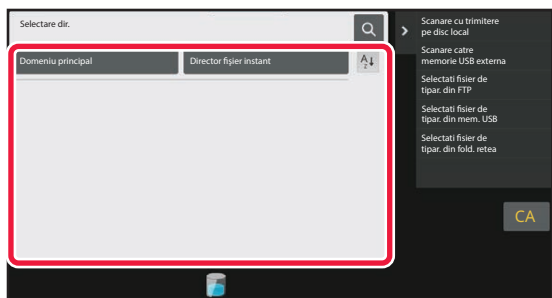 Selectare dir.
Domeniu principal
Director fișier instant
A
Z
Scanare cu trimitere
pe disc local
Scanare catre
memorie USB externa
Selectati fisier de
tipar. din FTP
Selectati fisier de
tipar. din mem. USB
Selectati fisier de
tipar. din fold. retea
CA